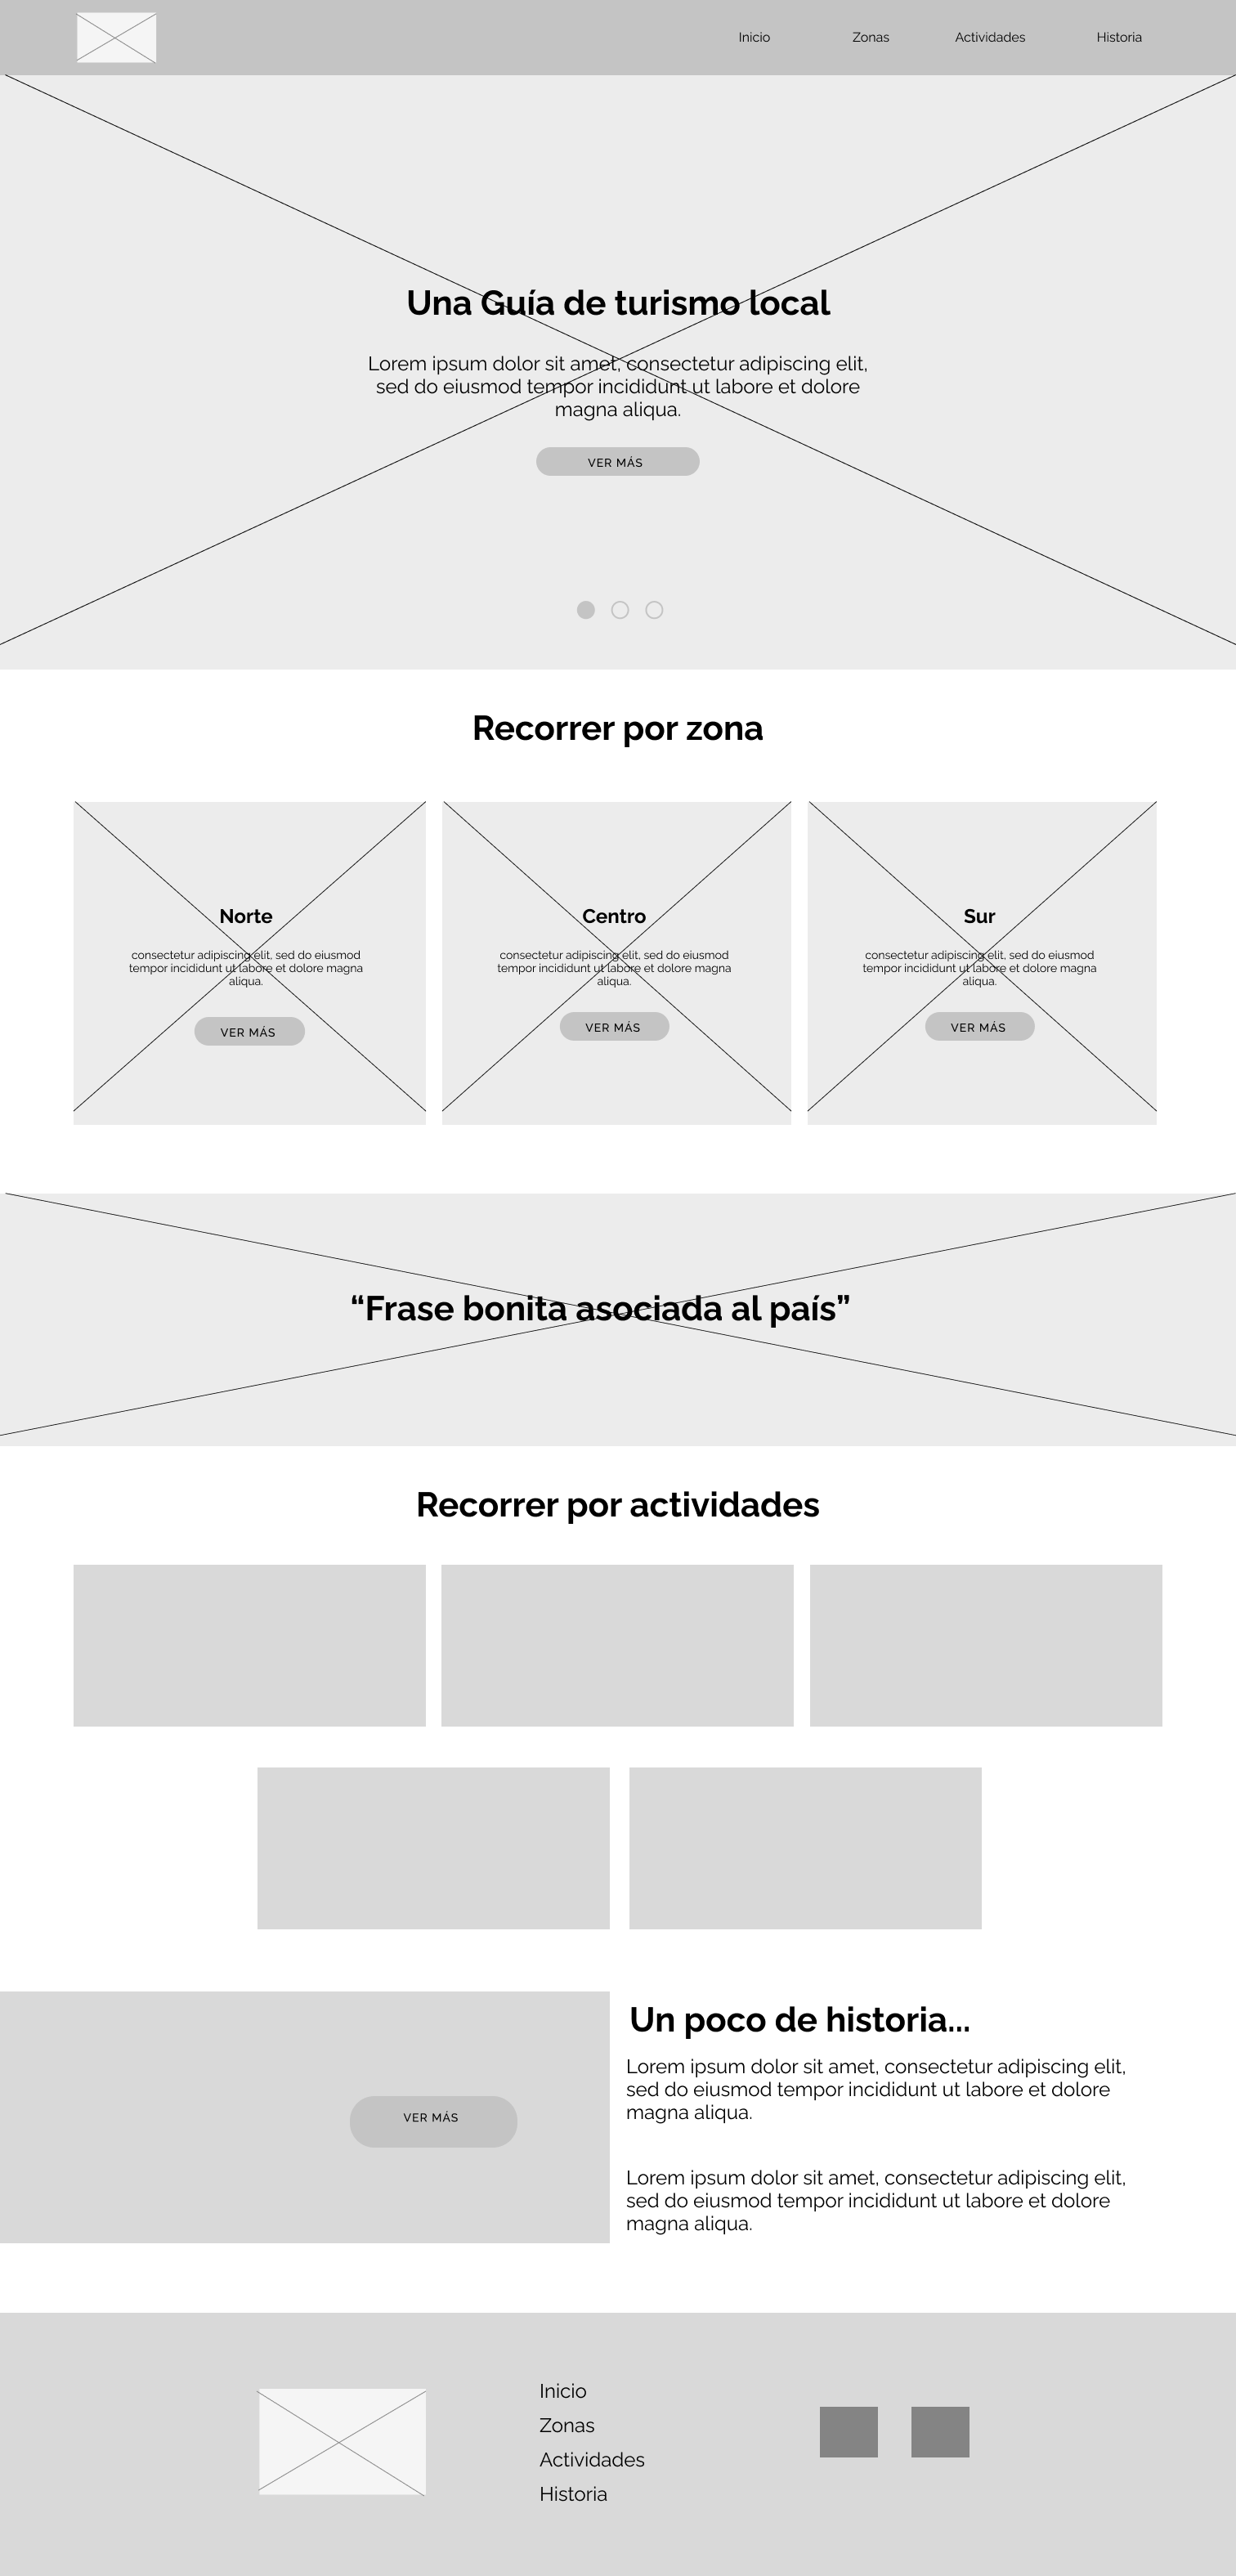 Inicio
Zonas
Actividades
Historia
Una Guía de turismo local
Lorem ipsum dolor sit amet, consectetur adipiscing elit,
sed do eiusmod tempor incididunt ut labore et dolore
magna aliqua.
VER MÁS
Recorrer por zona
Norte
consectetur adipiscing elit, sed do eiusmod
tempor incididunt ut labore et dolore magna
aliqua.
VER MÁS
Centro
consectetur adipiscing elit, sed do eiusmod
tempor incididunt ut labore et dolore magna
aliqua.
VER MÁS
Sur
consectetur adipiscing elit, sed do eiusmod
tempor incididunt ut labore et dolore magna
aliqua.
VER MÁS
“Frase bonita asociada al país”
Recorrer por actividades
VER MÁS
Un poco de historia...
Lorem ipsum dolor sit amet, consectetur adipiscing elit,
sed do eiusmod tempor incididunt ut labore et dolore
magna aliqua.
Lorem ipsum dolor sit amet, consectetur adipiscing elit,
sed do eiusmod tempor incididunt ut labore et dolore
magna aliqua.
Inicio
Zonas
Actividades
Historia